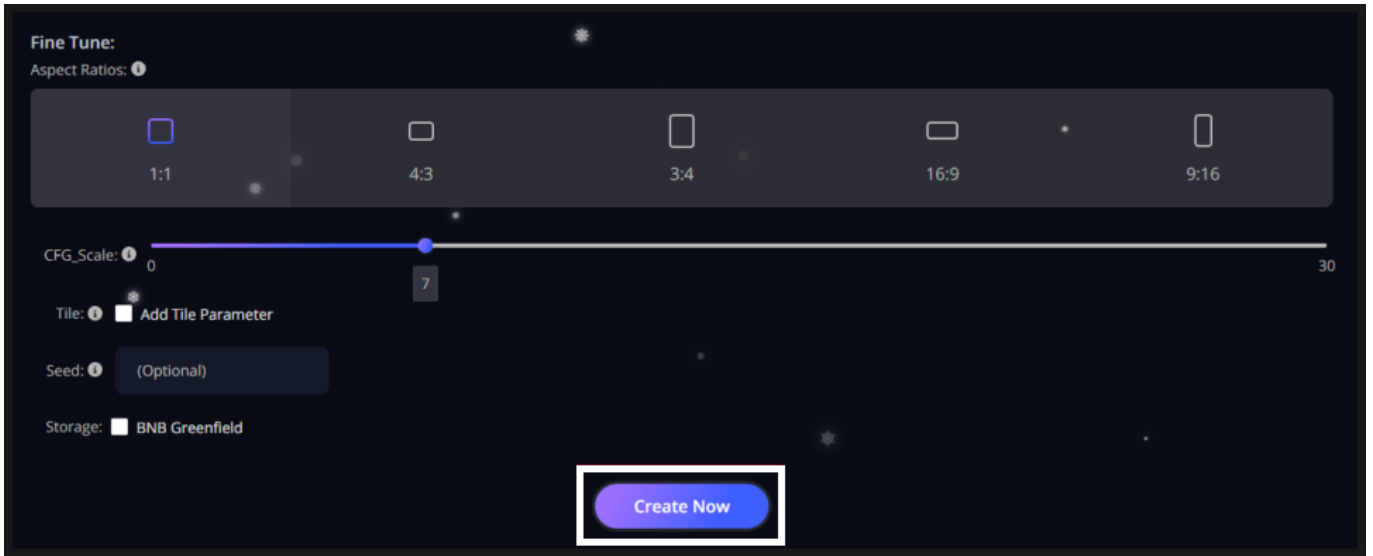 Fine Tune:
Aspect Ratios:
1:1 4:3 3:4 16:9 9:16
CFG_Scale:
0 30
7
Tile: Add Tile Parameter
Seed: (Optional)
Storage: BNB Greenfield
Create Now